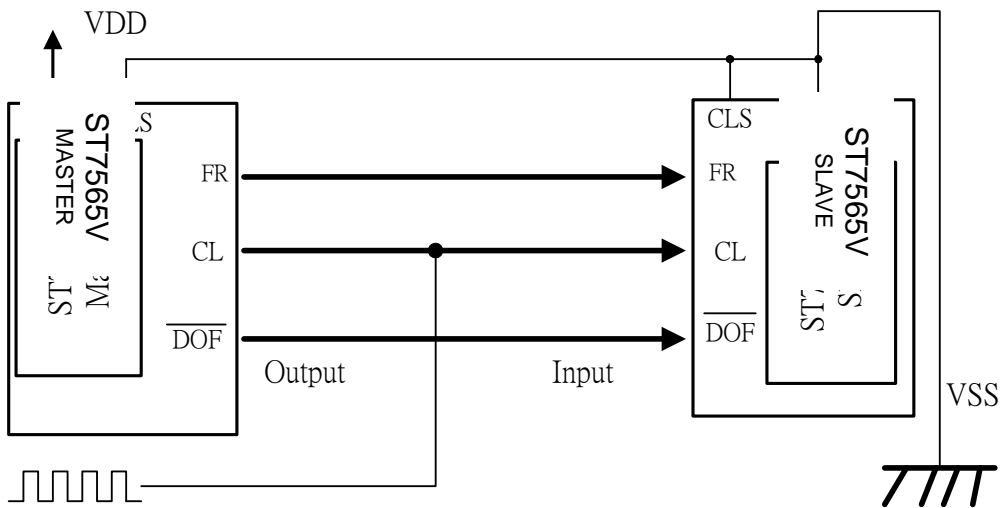 VDD
ST7565V
MASTER
FR
CL
DOF
Output
Input
CLS
FR
CL
DOF
ST7565V
SLAVE
VSS